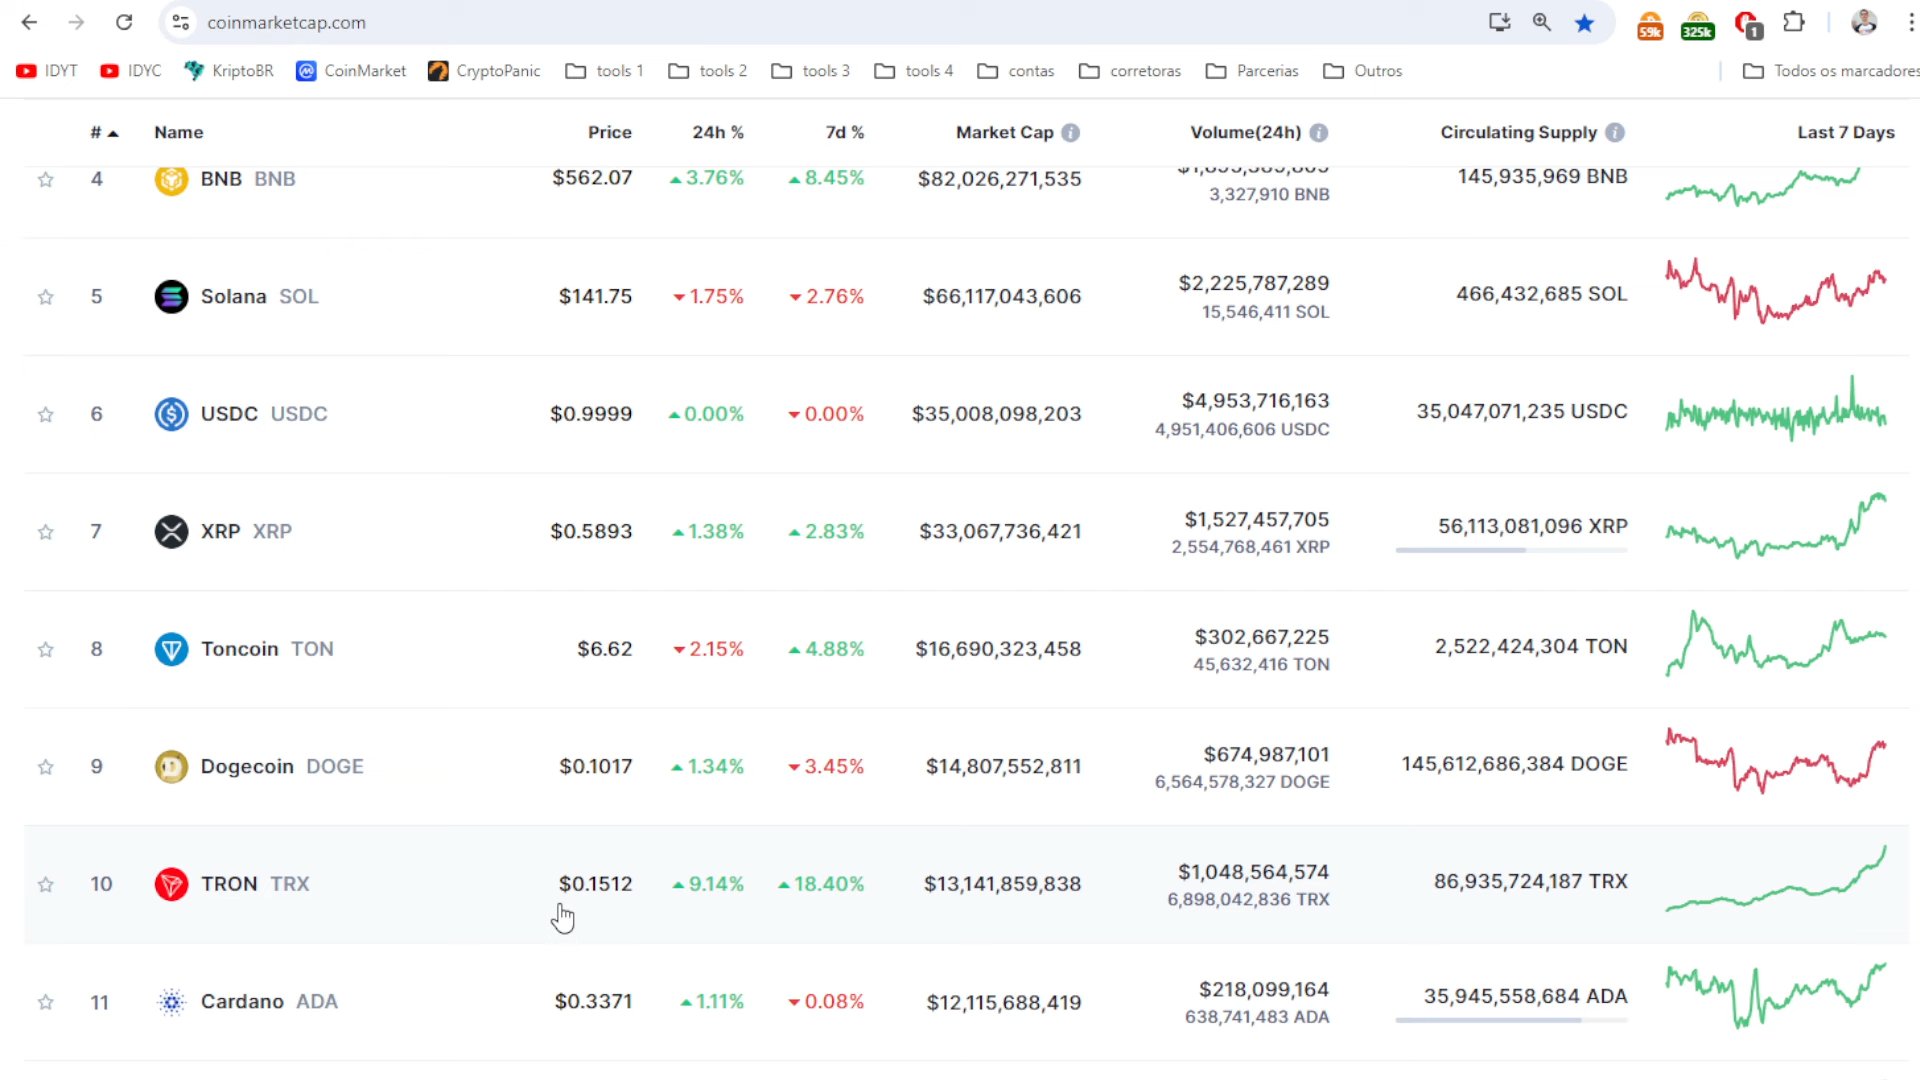 coinmarketcap.com
59k
325k
1
IDYT IDYC KriptoBR CoinMarket CryptoPanic tools 1 tools 2 tools 3 tools 4 contas corretoras Parcerias Outros Todos os marcadores
# Name Price 24h % 7d % Market Cap Volume(24h) Circulating Supply Last 7 Days
4 BNB BNB $562.07 3.76% 8.45% $82,026,271,535 145,935,969 BNB
3,327,910 BNB
5 Solana SOL $141.75 1.75% 2.76% $66,117,043,606 $2,225,787,289 466,432,685 SOL
15,546,411 SOL
6 USDC USDC $0.9999 0.00% 0.00% $35,008,098,203 $4,953,716,163 35,047,071,235 USDC
4,951,406,606 USDC
7 XRP XRP $0.5893 1.38% 2.83% $33,067,736,421 $1,527,457,705 56,113,081,096 XRP
2,554,768,461 XRP
8 Toncoin TON $6.62 2.15% 4.88% $16,690,323,458 $302,667,225 2,522,424,304 TON
45,632,416 TON
9 Dogecoin DOGE $0.1017 1.34% 3.45% $14,807,552,811 $674,987,101 145,612,686,384 DOGE
6,564,578,327 DOGE
10 TRON TRX $0.1512 9.14% 18.40% $13,141,859,838 $1,048,564,574 86,935,724,187 TRX
6,898,042,836 TRX
11 Cardano ADA $0.3371 1.11% 0.08% $12,115,688,419 $218,099,164 35,945,558,684 ADA
638,741,483 ADA